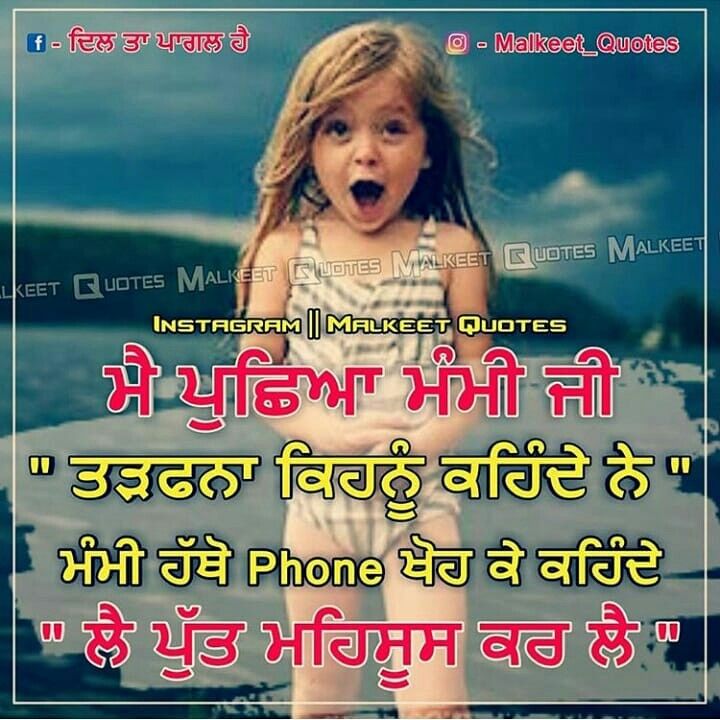 f - ਦਿਲ ਤਾ ਪਾਗਲ ਹੈ
- Malkeet_Quotes
LKEET QUOTES MALKEET QUOTES MALKEET QUOTES MALKEET
INSTAGRAM || MALKEET QUOTES
ਮੈ ਪੁਛਿਆ ਮੰਮੀ ਜੀ
" ਤੜਫਨਾ ਕਿਹਨੂੰ ਕਹਿੰਦੇ ਨੇ "
ਮੰਮੀ ਹੱਥੋ Phone ਖੋਹ ਕੇ ਕਹਿੰਦੇ
" ਲੈ ਪੁੱਤ ਮਹਿਸੂਸ ਕਰ ਲੈ "